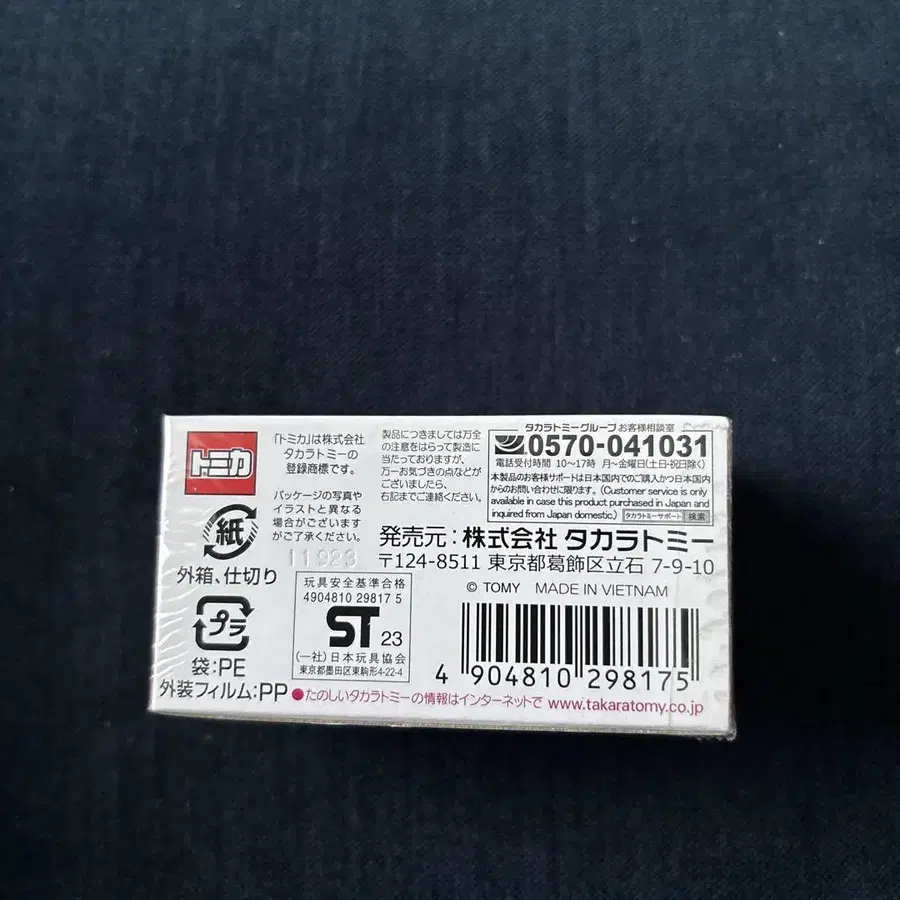 トミカ
「トミカ」は株式会社
タカラトミーの
登録商標です。
パッケージの写真や
イラストと異なる
場合がございます
がご了承ください。
製品につきましては万全
の注意をはらって製造に
当たっておりますが、
万一お気づきの点などが
ございましたら、
右記までご連絡ください。
タカラトミーグループ お客様相談室
0570-041031
電話受付時間 10〜17時 月〜金曜日(土・日・祝日除く)
本製品のお客様サポートは日本国内でのご購入かつ日本国内
からのお問い合わせに限ります。(Customer service is only
available in case this product purchased in Japan and
inquired from Japan domestic.)
タカラトミーサポート 検索
紙
外箱、仕切り
プラ
袋:PE
外装フィルム:PP
11923
発売元:株式会社 タカラトミー
〒124-8511 東京都葛飾区立石 7-9-10
© TOMY MADE IN VIETNAM
玩具安全基準合格
4904810 29817 5
ST 23
(一社)日本玩具協会
東京都墨田区東駒形4-22-4
4 904810 298175
●たのしいタカラトミーの情報はインターネットで www.takaratomy.co.jp